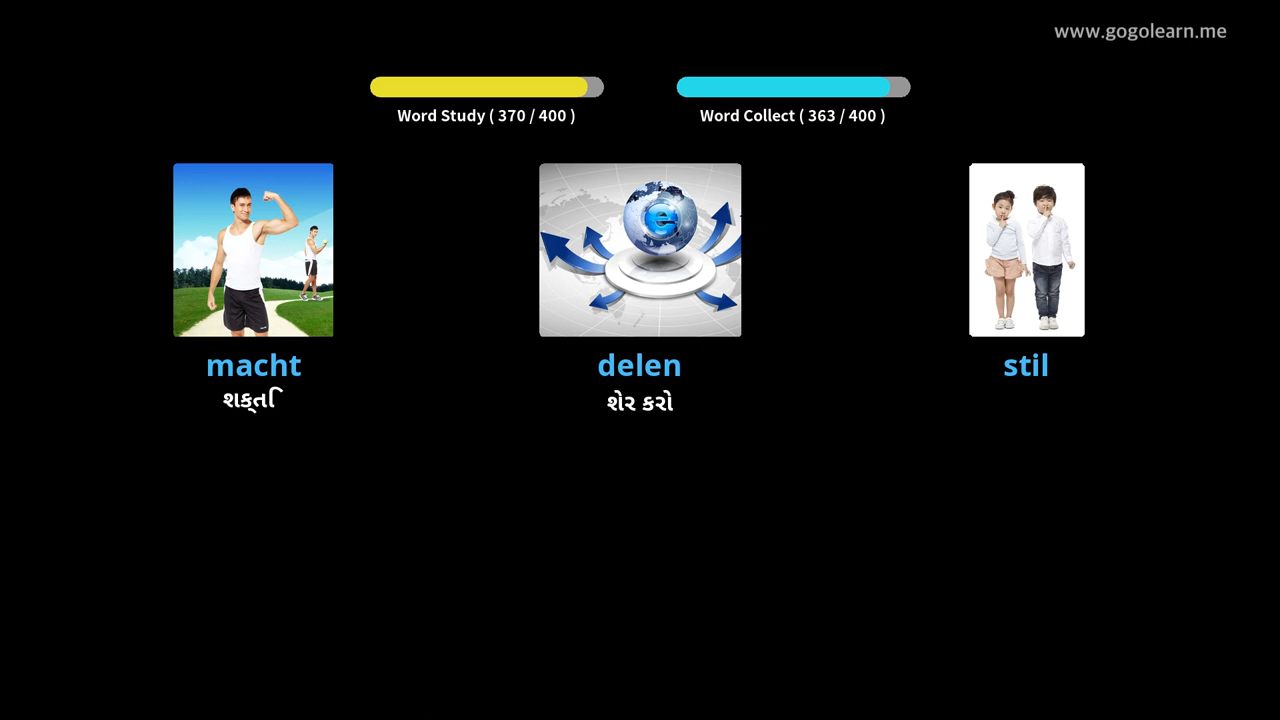 www.gogolearn.me
Word Study ( 370 / 400 )
Word Collect ( 363 / 400 )
macht
delen
stil
શક્તિ
શેર કરો
e